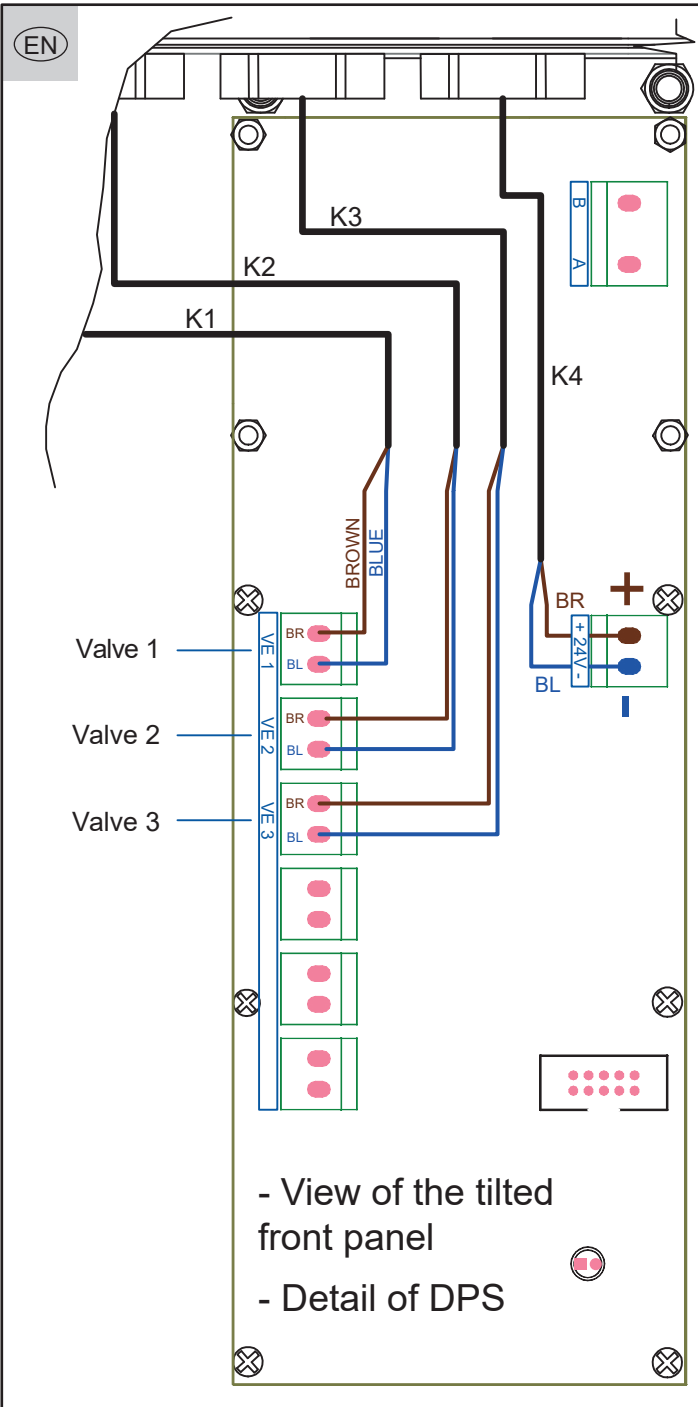 EN
K3
B
A
K2
K1
K4
BROWN
BLUE
BR
+
Valve 1
VE 1
BR
BL
+ 24V -
BL
-
Valve 2
VE 2
BR
BL
Valve 3
VE 3
BR
BL
- View of the tilted
front panel
- Detail of DPS